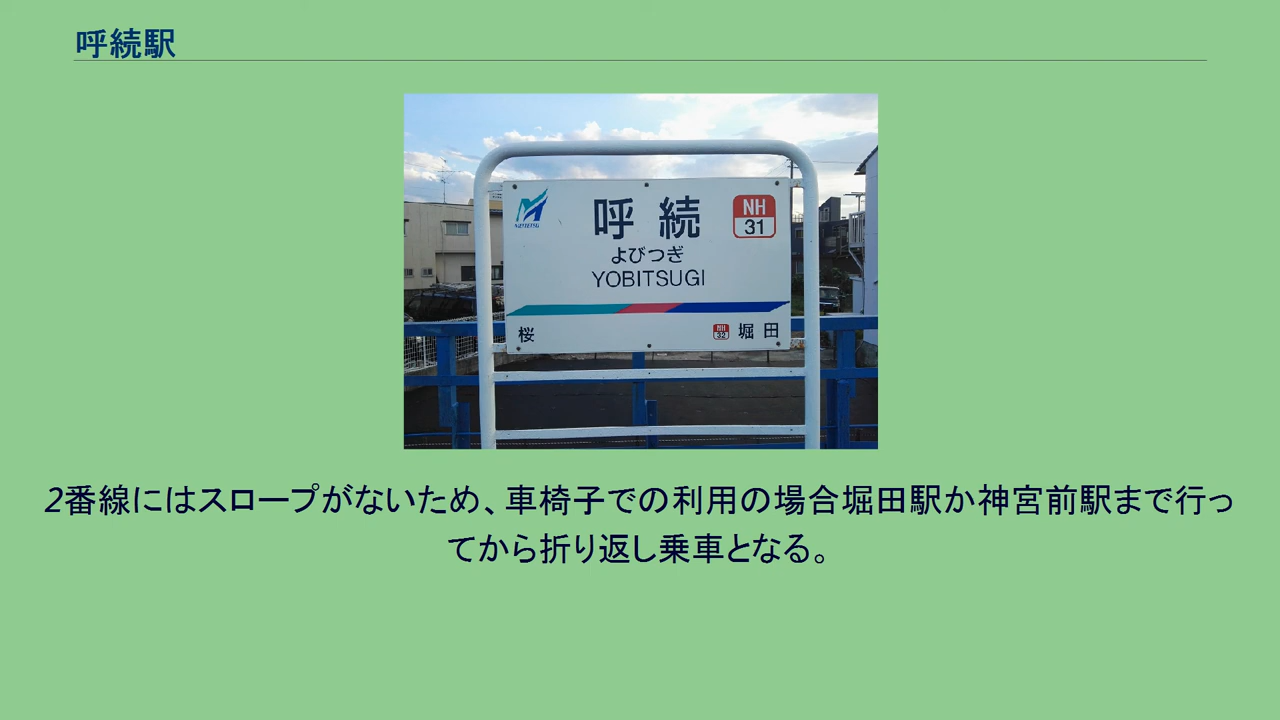 呼続駅
MEITETSU
呼続
NH
31
よびつぎ
YOBITSUGI
桜
NH
32
堀田
2番線にはスロープがないため、車椅子での利用の場合堀田駅か神宮前駅まで行っ
てから折り返し乗車となる。